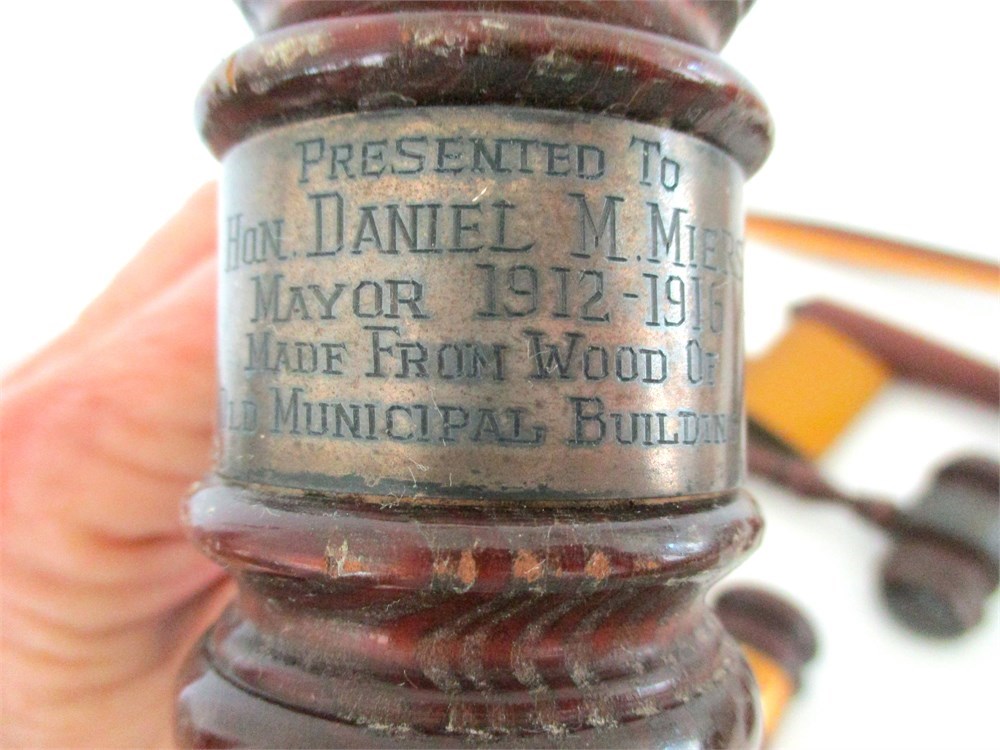 PRESENTED TO
HON. DANIEL M. MIERS
MAYOR 1912-1916
MADE FROM WOOD OF
OLD MUNICIPAL BUILDING